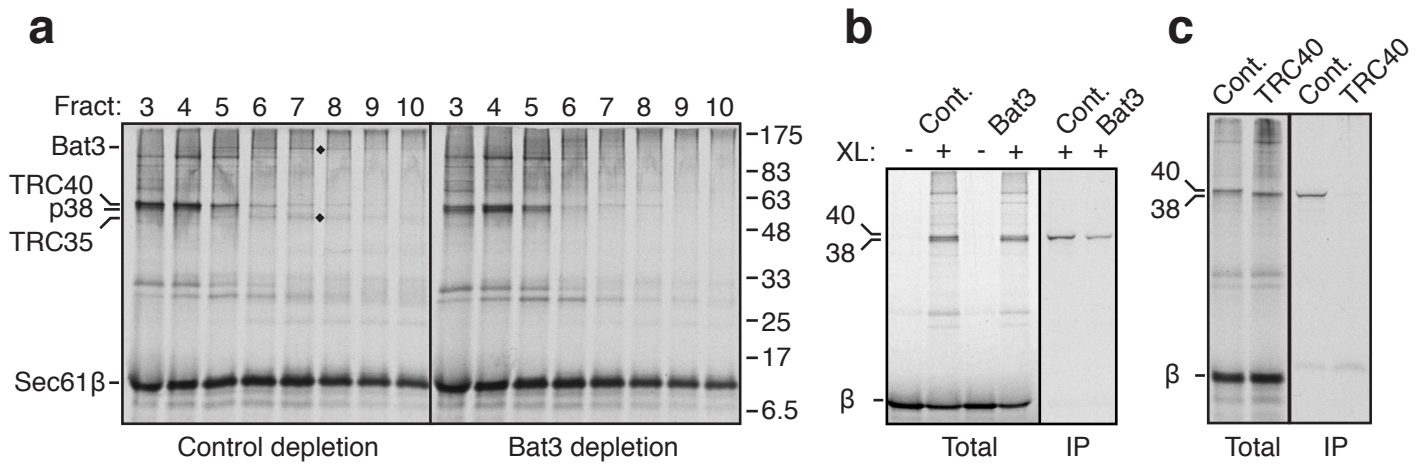 a
Fract: 3 4 5 6 7 8 9 10 3 4 5 6 7 8 9 10
Bat3
TRC40
p38
TRC35
Sec61β
175
83
63
48
33
25
17
6.5
Control depletion Bat3 depletion
b
Cont. Bat3 Cont. Bat3
XL: - + - + + +
40
38
β
Total IP
c
Cont. TRC40 Cont. TRC40
40
38
β
Total IP